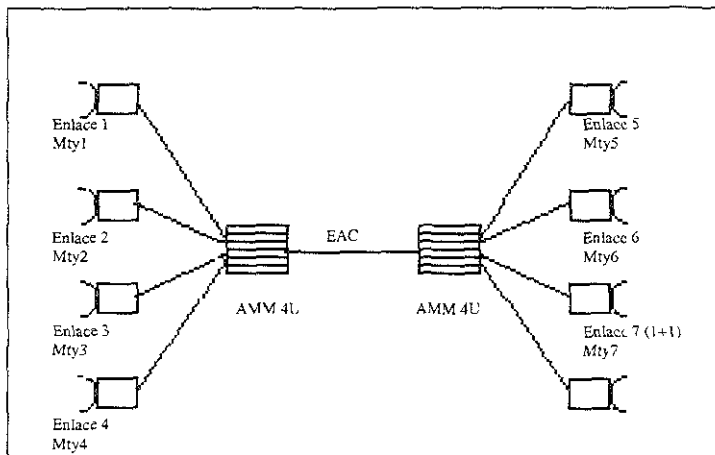 Enlace 1
Mty1
Enlace 2
Mty2
Enlace 3
Mty3
Enlace 4
Mty4
EAC
AMM 4U
AMM 4U
Enlace 5
Mty5
Enlace 6
Mty6
Enlace 7 (1+1)
Mty7